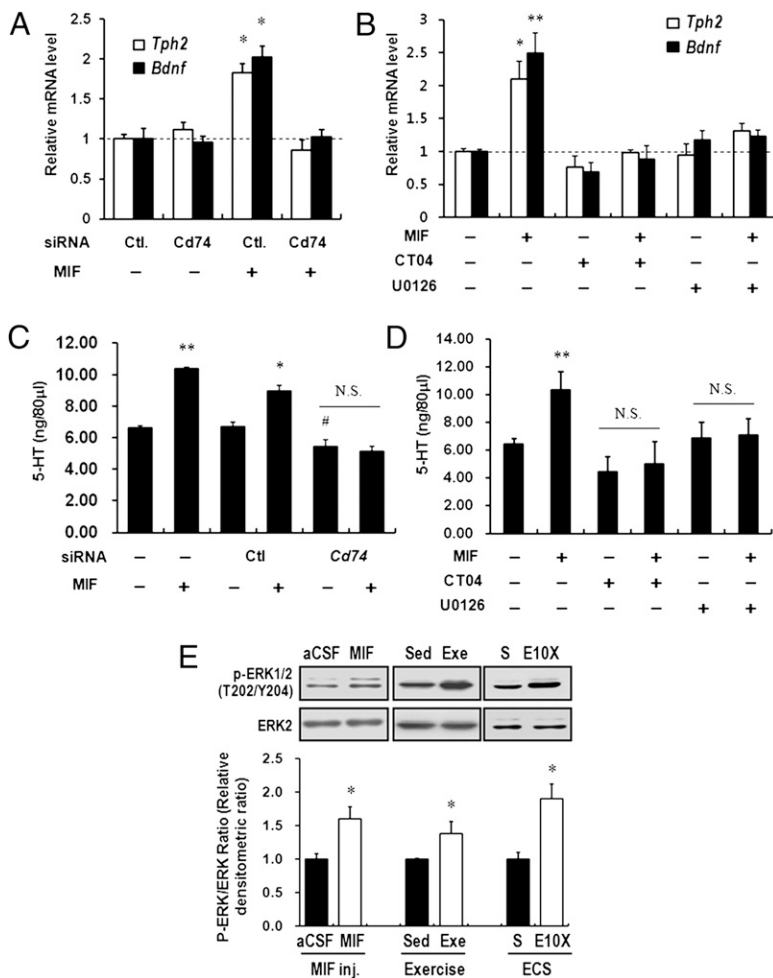 A
Relative mRNA level
2.5
2
1.5
1
0.5
0
Tph2
Bdnf
* *
siRNA Ctl. Cd74 Ctl. Cd74
MIF – – + +
B
Relative mRNA level
3
2.5
2
1.5
1
0.5
0
Tph2
Bdnf
* **
MIF – + – + – +
CT04 – – + + – –
U0126 – – – – + +
C
5-HT (ng/80μl)
12.00
10.00
8.00
6.00
4.00
2.00
0.00
** * # N.S.
siRNA – – Ctl Cd74
MIF – + – + – +
D
5-HT (ng/80μl)
14.00
12.00
10.00
8.00
6.00
4.00
2.00
0.00
** N.S. N.S.
MIF – + – + – +
CT04 – – + + – –
U0126 – – – – + +
E
aCSF MIF Sed Exe S E10X
p-ERK1/2
(T202/Y204)
ERK2
P-ERK/ERK Ratio (Relative
densitometric ratio)
2.5
2.0
1.5
1.0
0.5
0.0
* * *
aCSF MIF Sed Exe S E10X
MIF inj. Exercise ECS